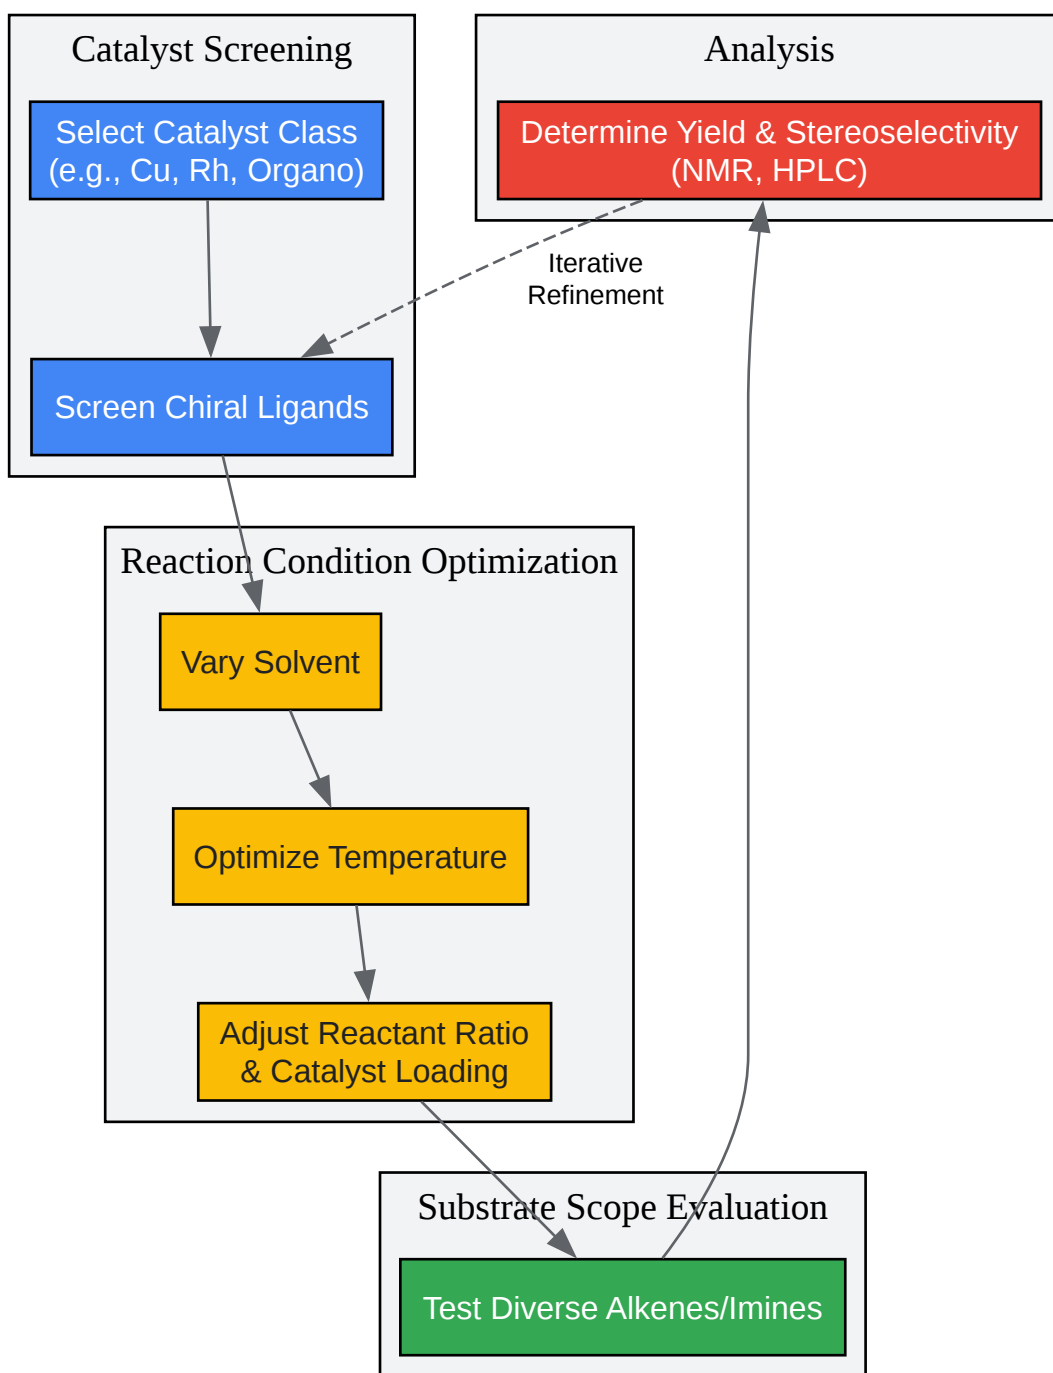 Catalyst Screening
Select Catalyst Class
(e.g., Cu, Rh, Organo)
Screen Chiral Ligands
Analysis
Determine Yield & Stereoselectivity
(NMR, HPLC)
Iterative
Refinement
Reaction Condition Optimization
Vary Solvent
Optimize Temperature
Adjust Reactant Ratio
& Catalyst Loading
Substrate Scope Evaluation
Test Diverse Alkenes/Imines